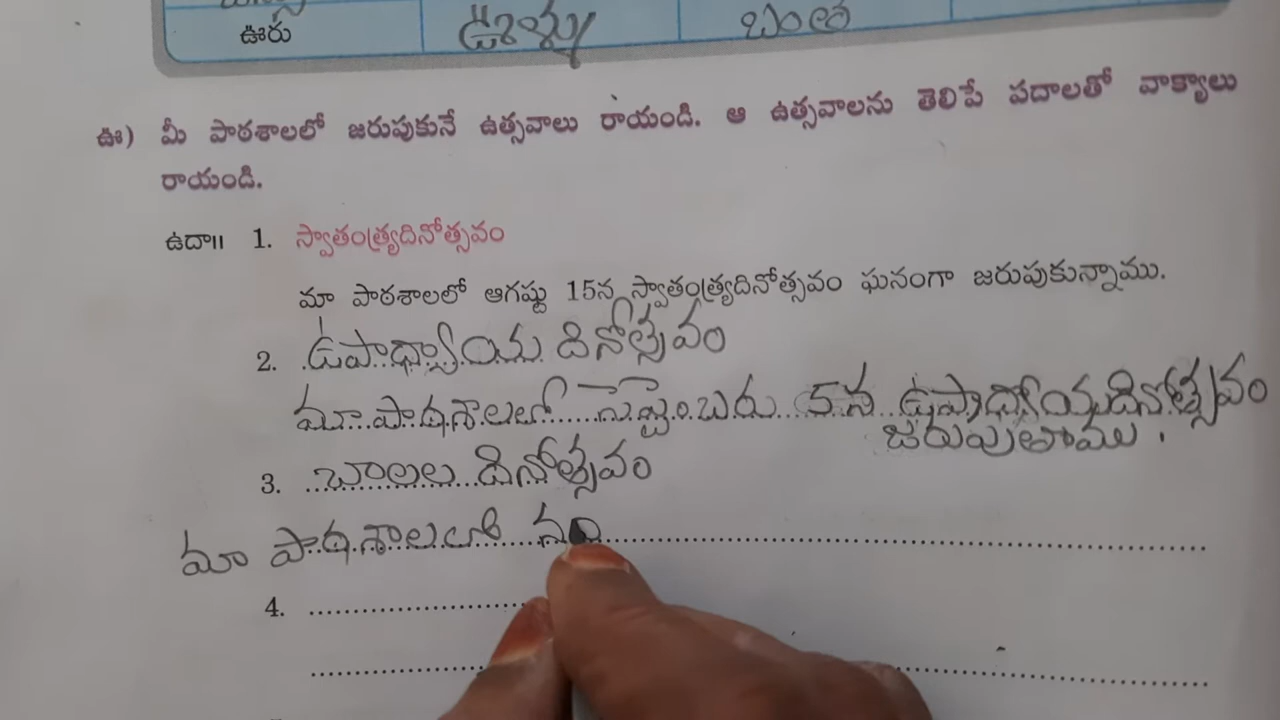 ఊరు ఊళ్ళు
ఊ) మీ పాఠశాలలో జరుపుకునే ఉత్సవాలు రాయండి. ఆ ఉత్సవాలను తెలిపే పదాలతో వాక్యాలు
రాయండి.
ఉదా॥ 1. స్వాతంత్ర్యదినోత్సవం
మా పాఠశాలలో ఆగష్టు 15న స్వాతంత్ర్యదినోత్సవం ఘనంగా జరుపుకున్నాము.
2. ఉపాధ్యాయ దినోత్సవం
మా పాఠశాలలో సెప్టెంబరు 5న ఉపాధ్యాయదినోత్సవం
జరుపుతాము.
3. బాలల దినోత్సవం
మా పాఠశాలలో నం
4.